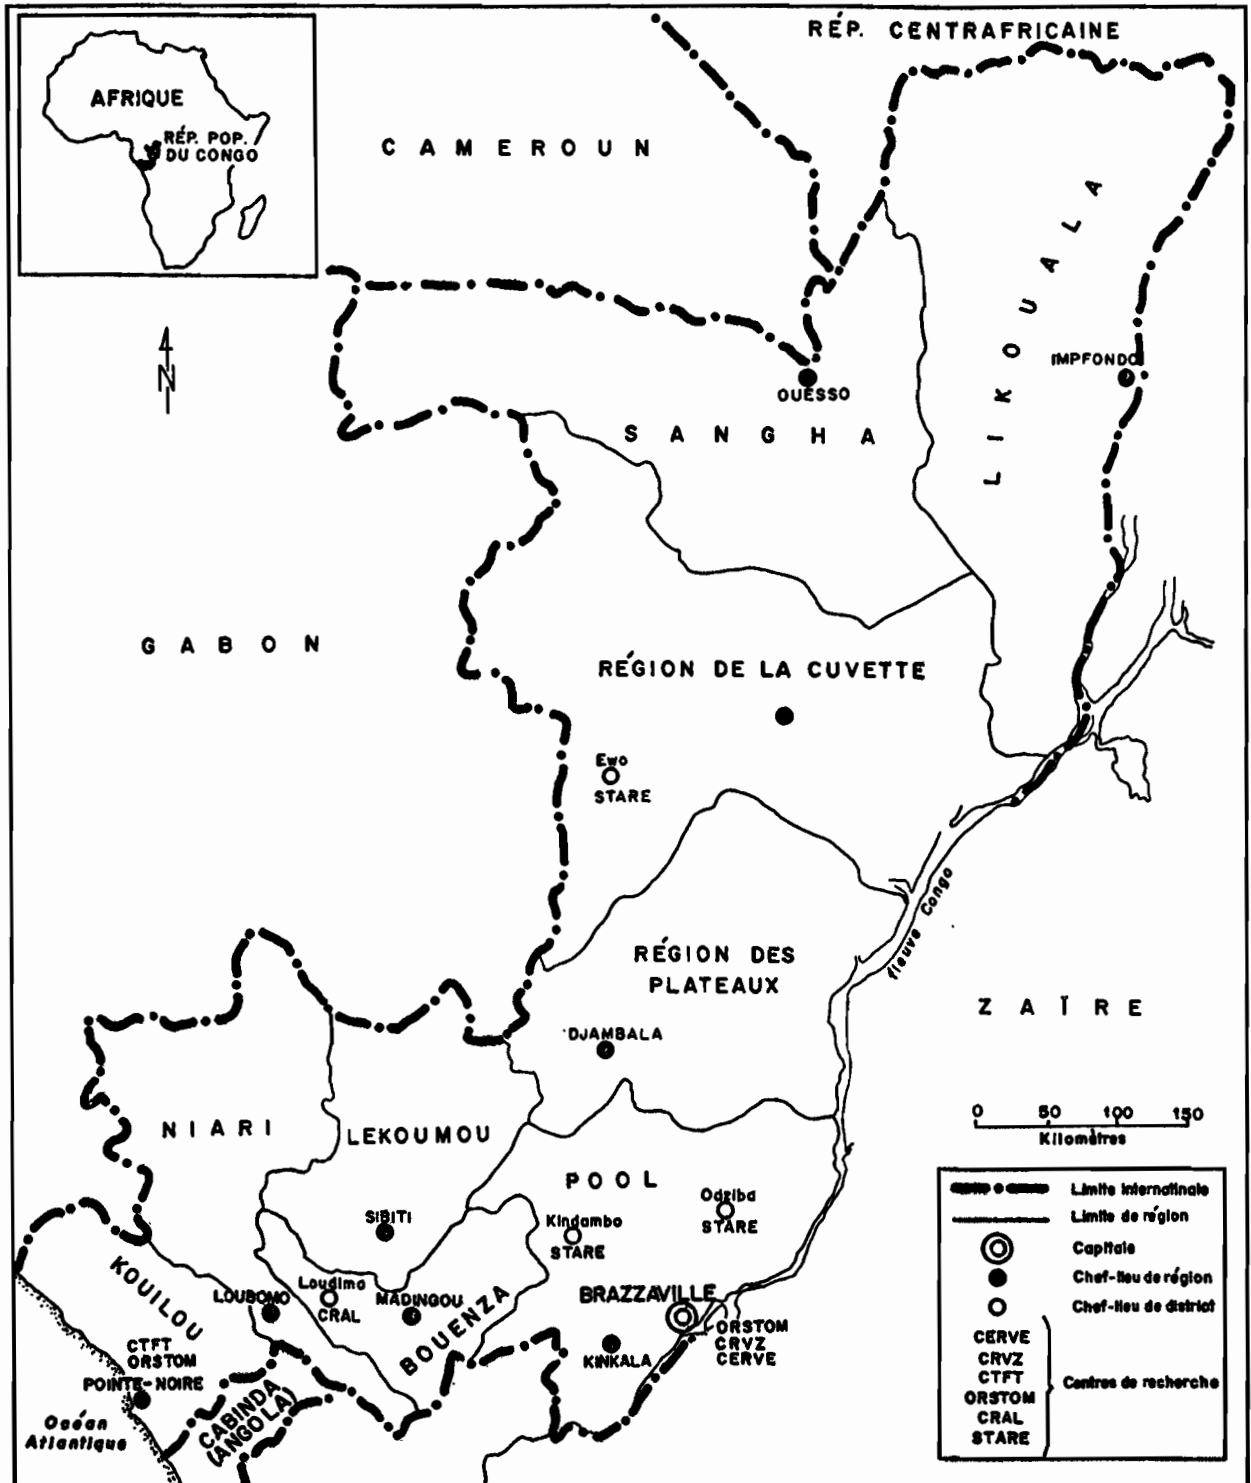 RÉP. CENTRAFRICAINE
AFRIQUE
RÉP. POP.
DU CONGO
CAMEROUN
N
LIKOUALA
IMPFONDO
OUESSO
SANGHA
GABON
RÉGION DE LA CUVETTE
Ewo
STARE
fleuve Congo
RÉGION DES
PLATEAUX
ZAÏRE
DJAMBALA
0 50 100 150
Kilomètres
NIARI
LEKOUMOU
POOL
Odziba
STARE
SIBITI
Kindambo
STARE
KOUILOU
LOUBOMO
Loudima
CRAL
MADINGOU
BOUENZA
BRAZZAVILLE
ORSTOM
CRVZ
CERVE
KINKALA
CTFT
ORSTOM
POINTE-NOIRE
Océan
Atlantique
CABINDA
(ANGOLA)
Limite internatinale
Limite de région
Capitale
Chef-lieu de région
Chef-lieu de district
CERVE
CRVZ
CTFT
ORSTOM
CRAL
STARE
Centres de recherche